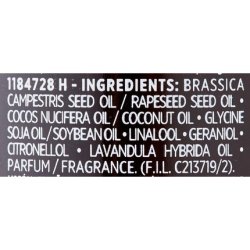 1184728 H - INGREDIENTS: BRASSICA
CAMPESTRIS SEED OIL / RAPESEED SEED OIL •
COCOS NUCIFERA OIL / COCONUT OIL • GLYCINE
SOJA OIL / SOYBEAN OIL • LINALOOL • GERANIOL •
CITRONELLOL • LAVANDULA HYBRIDA OIL •
PARFUM / FRAGRANCE. (F.I.L. C213719/2).